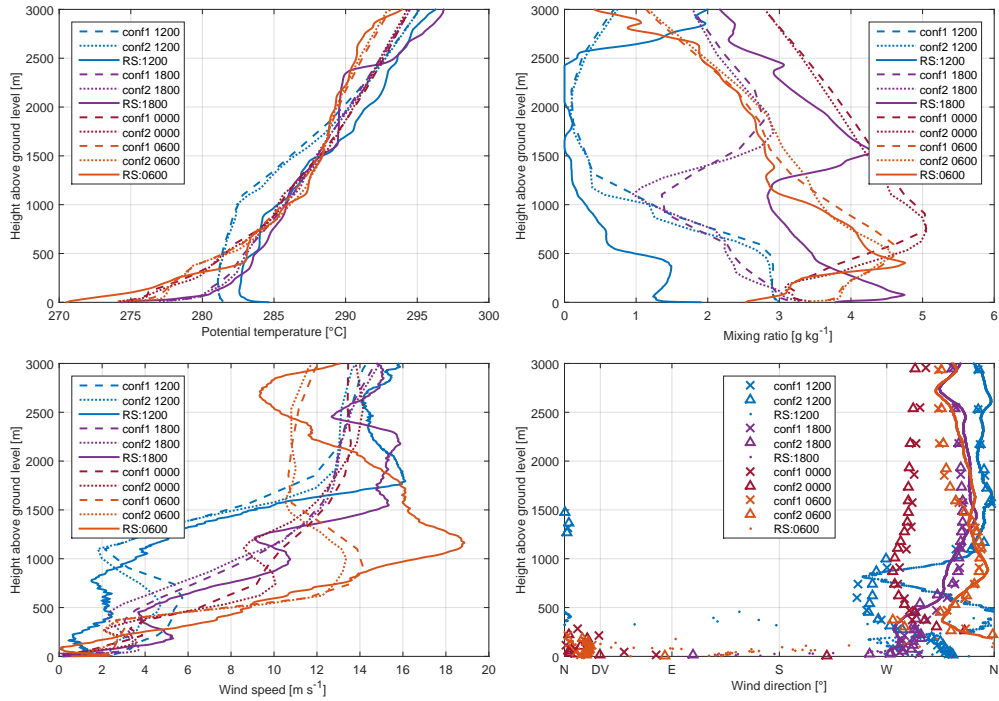 3000
2500
2000
1500
1000
500
0
Height above ground level [m]
conf1 1200
conf2 1200
RS:1200
conf1 1800
conf2 1800
RS:1800
conf1 0000
conf2 0000
conf1 0600
conf2 0600
RS:0600
270 275 280 285 290 295 300
Potential temperature [°C]
3000
2500
2000
1500
1000
500
0
Height above ground level [m]
conf1 1200
conf2 1200
RS:1200
conf1 1800
conf2 1800
RS:1800
conf1 0000
conf2 0000
conf1 0600
conf2 0600
RS:0600
0 1 2 3 4 5 6
Mixing ratio [g kg-1]
3000
2500
2000
1500
1000
500
0
Height above ground level [m]
conf1 1200
conf2 1200
RS:1200
conf1 1800
conf2 1800
RS:1800
conf1 0000
conf2 0000
conf1 0600
conf2 0600
RS:0600
0 2 4 6 8 10 12 14 16 18 20
Wind speed [m s-1]
3000
2500
2000
1500
1000
500
0
Height above ground level [m]
conf1 1200
conf2 1200
RS:1200
conf1 1800
conf2 1800
RS:1800
conf1 0000
conf2 0000
conf1 0600
conf2 0600
RS:0600
N DV E S W N
Wind direction [°]